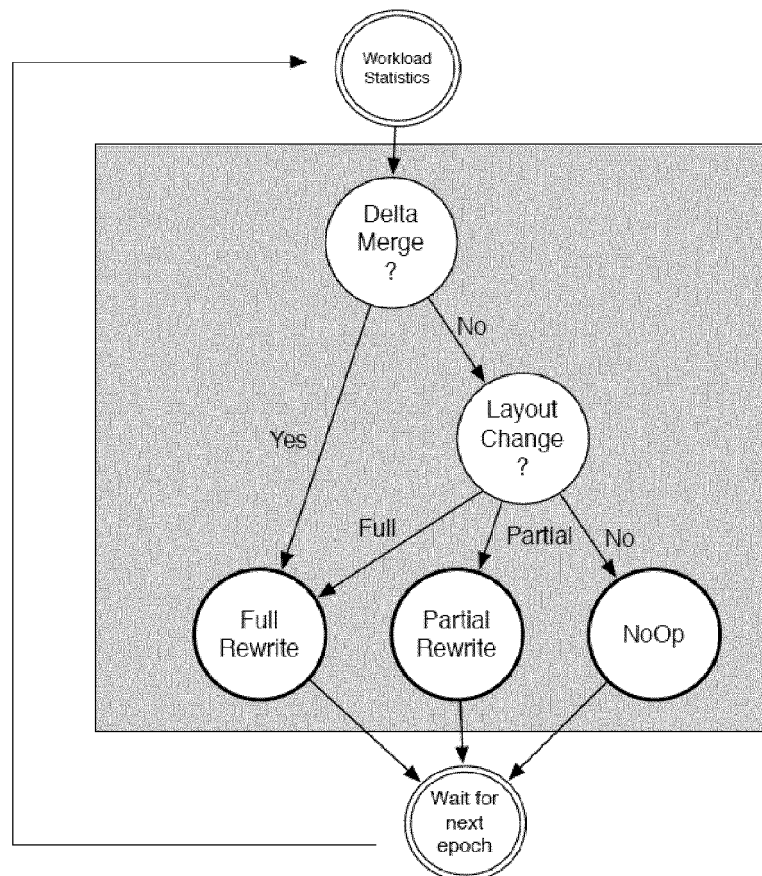 Workload
Statistics
Delta
Merge
?
No
Yes
Layout
Change
?
Full
Partial
No
Full
Rewrite
Partial
Rewrite
NoOp
Wait for
next
epoch